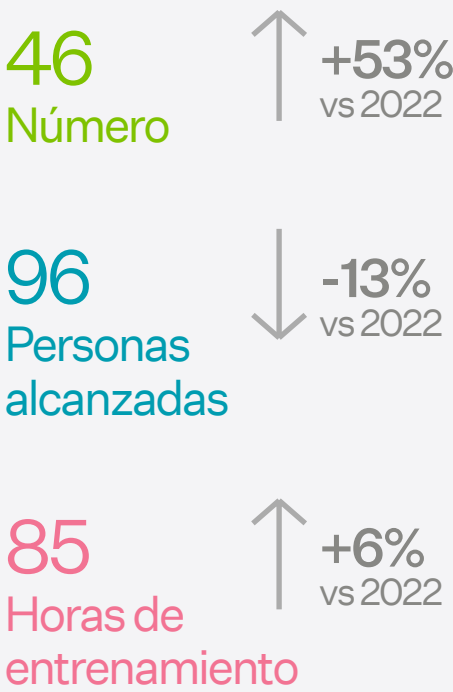 46
Número
+53%
vs 2022
96
Personas
alcanzadas
-13%
vs 2022
85
Horas de
entrenamiento
+6%
vs 2022